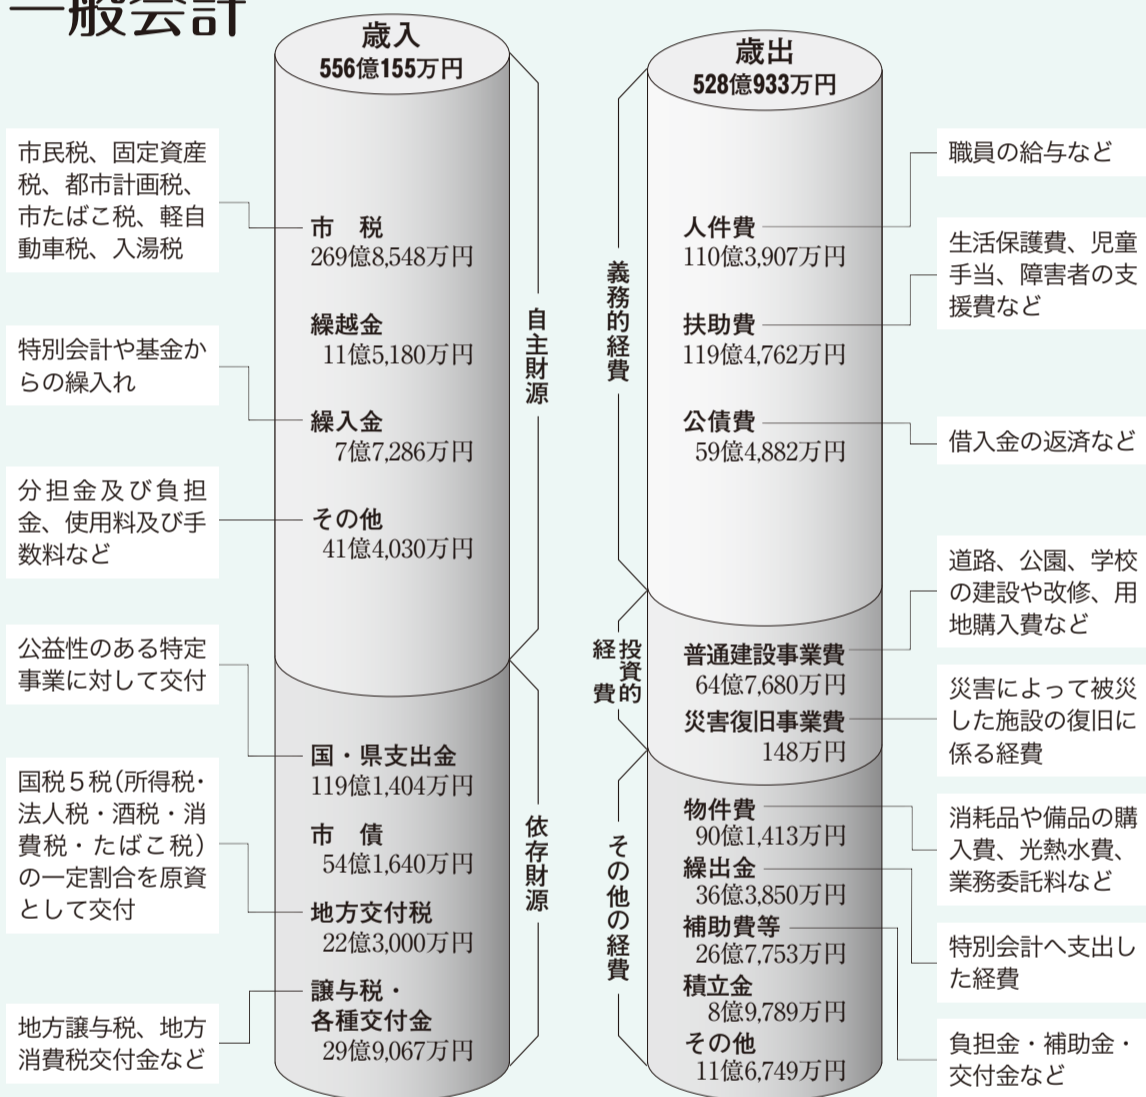 一般会計
歳入
556億155万円
市民税、固定資産
税、都市計画税、
市たばこ税、軽自
動車税、入湯税
市　税
269億8,548万円
繰越金
11億5,180万円
特別会計や基金か
らの繰入れ
繰入金
7億7,286万円
分担金及び負担
金、使用料及び手
数料など
その他
41億4,030万円
自主財源
公益性のある特定
事業に対して交付
国・県支出金
119億1,404万円
市　債
54億1,640万円
国税５税(所得税・
法人税・酒税・消
費税・たばこ税)
の一定割合を原資
として交付
地方交付税
22億3,000万円
地方譲与税、地方
消費税交付金など
譲与税・
各種交付金
29億9,067万円
依存財源
歳出
528億933万円
義務的経費
人件費
110億3,907万円
職員の給与など
扶助費
119億4,762万円
生活保護費、児童
手当、障害者の支
援費など
公債費
59億4,882万円
借入金の返済など
投資的
経　費
普通建設事業費
64億7,680万円
道路、公園、学校
の建設や改修、用
地購入費など
災害復旧事業費
148万円
災害によって被災
した施設の復旧に
係る経費
その他の経費
物件費
90億1,413万円
消耗品や備品の購
入費、光熱水費、
業務委託料など
繰出金
36億3,850万円
特別会計へ支出し
た経費
補助費等
26億7,753万円
負担金・補助金・
交付金など
積立金
8億9,789万円
その他
11億6,749万円